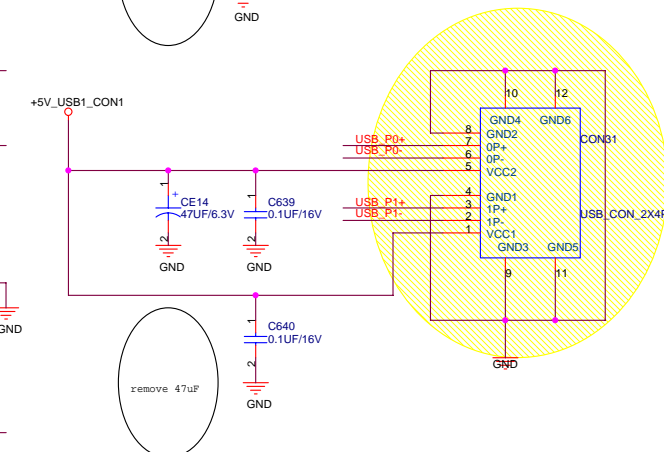 GND
+5V_USB1_CON1
10
12
GND4
GND6
8
GND2
CON31
USB_P0+
7
0P+
USB_P0-
6
0P-
5
VCC2
1
+
CE14
47UF/6.3V
2
GND
1
C639
0.1UF/16V
2
GND
4
GND1
USB_P1+
3
1P+
USB_P1-
2
1P-
1
VCC1
USB_CON_2X4P
GND3
GND5
9
11
GND
1
C640
0.1UF/16V
2
GND
GND
remove 47uF